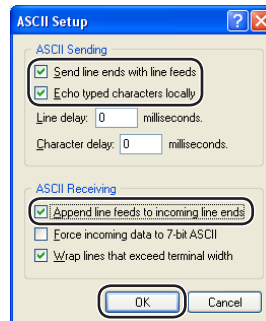 ASCII Setup
ASCII Sending
Send line ends with line feeds
Echo typed characters locally
Line delay: 0 milliseconds.
Character delay: 0 milliseconds.
ASCII Receiving
Append line feeds to incoming line ends
Force incoming data to 7-bit ASCII
Wrap lines that exceed terminal width
OK Cancel